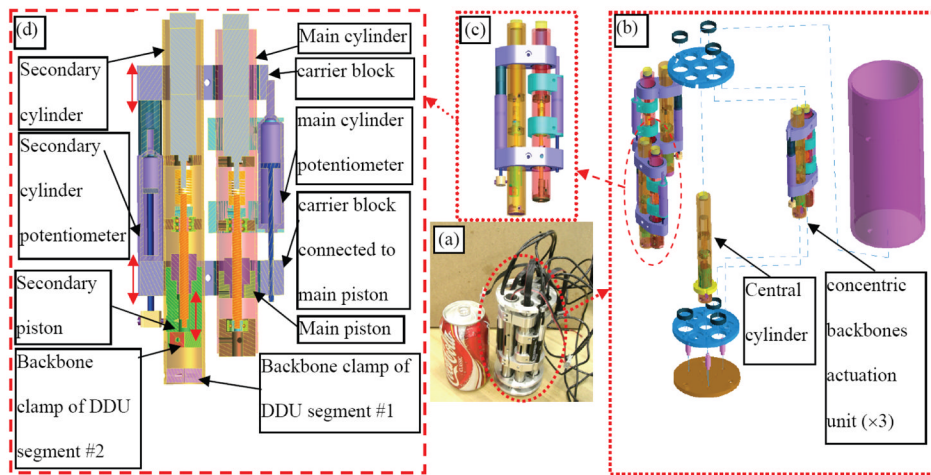 (d)
Secondary
cylinder
Secondary
cylinder
potentiometer
Secondary
piston
Backbone
clamp of DDU
segment #2
Main cylinder
carrier block
main cylinder
potentiometer
carrier block
connected to
main piston
Main piston
Backbone clamp of
DDU segment #1
(c)
(a)
Coca-Cola
(b)
Central
cylinder
concentric
backbones
actuation
unit (×3)